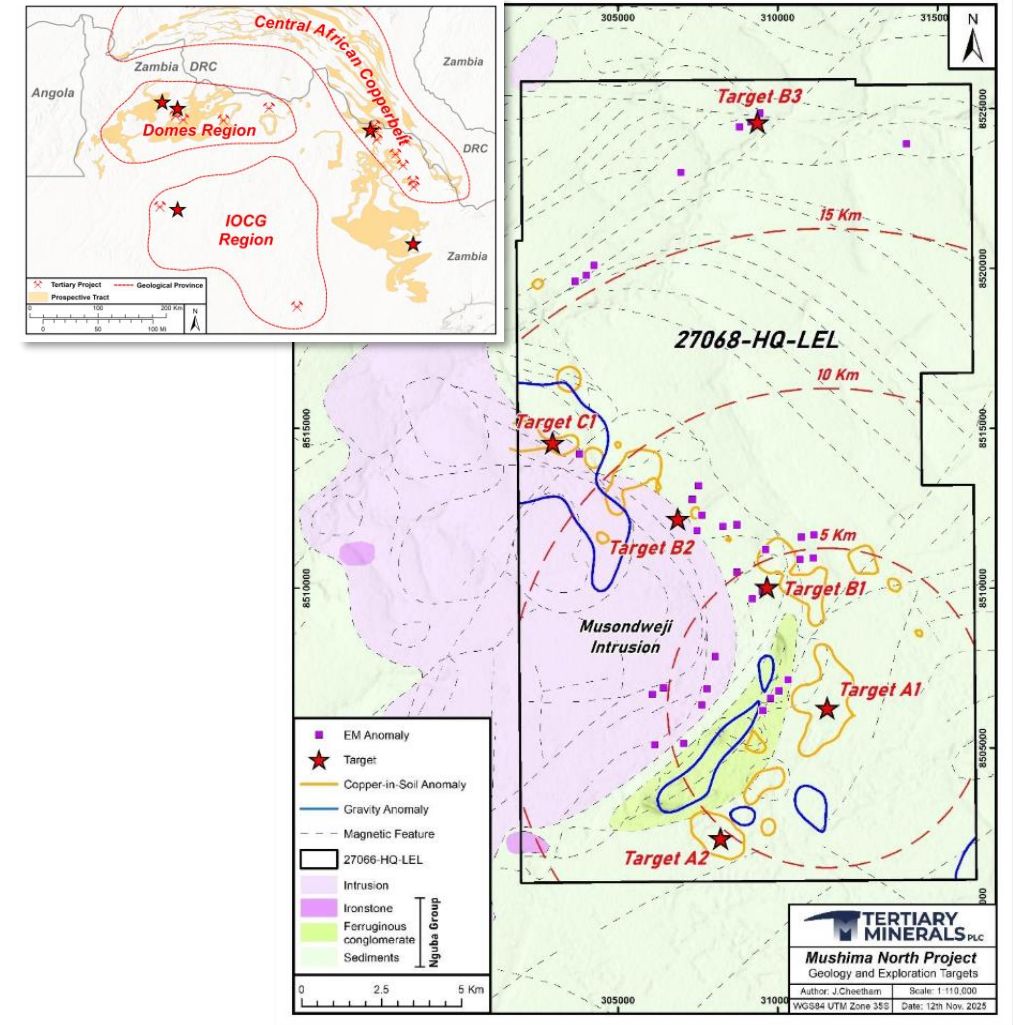 Central African Copperbelt
Zambia
DRC
Zambia
Angola
Domes Region
DRC
IOCG
Region
Zambia
Tertiary Project
Geological Province
Prospective Tract
0
100
200 Km
0
50
100 Mi
N
305000
310000
31500
N
Target B3
8525000
15 Km
8520000
27068-HQ-LEL
10 Km
8515000
Target C1
8515000
Target B2
5 Km
8510000
Target B1
8510000
Musondweji
Intrusion
Target A1
8505000
Target A2
EM Anomaly
Target
Copper-in-Soil Anomaly
Gravity Anomaly
Magnetic Feature
27066-HQ-LEL
Intrusion
Ironstone
Ferruginous
conglomerate
Sediments
Nguba Group
0
2.5
5 Km
305000
31000
TERTIARY
MINERALS PLC
Mushima North Project
Geology and Exploration Targets
Author: J.Cheetham
Scale: 1:110,000
WGS84 UTM Zone 35S
Date: 12th Nov. 2025